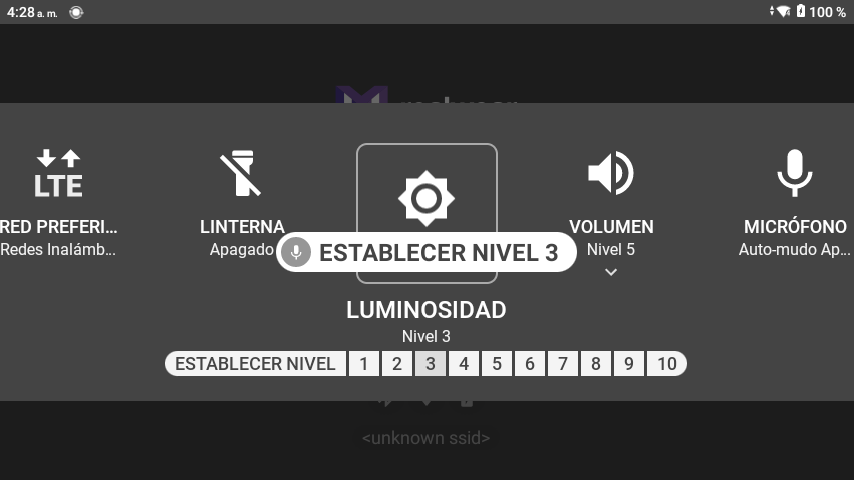 4:28 a. m.
100 %
LTE
RED PREFERI...
Redes Inalámb...
LINTERNA
Apagado
ESTABLECER NIVEL 3
VOLUMEN
Nivel 5
MICRÓFONO
Auto-mudo Ap...
LUMINOSIDAD
Nivel 3
ESTABLECER NIVEL 1 2 3 4 5 6 7 8 9 10
<unknown ssid>